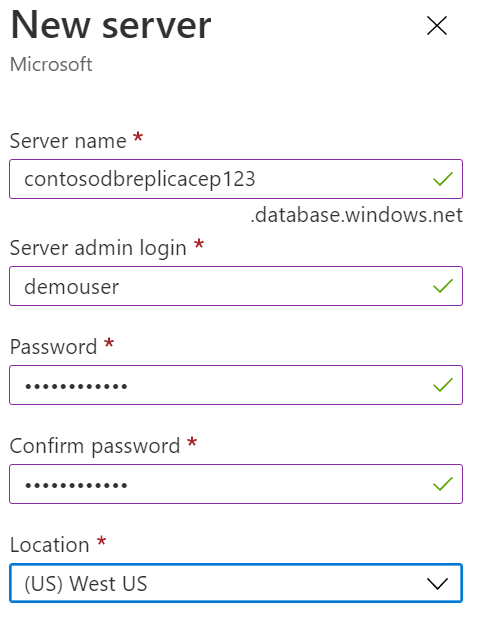 New server
Microsoft
Server name *
contosodbreplicacep123
.database.windows.net
Server admin login *
demouser
Password *
••••••••••••
Confirm password *
••••••••••••
Location *
(US) West US